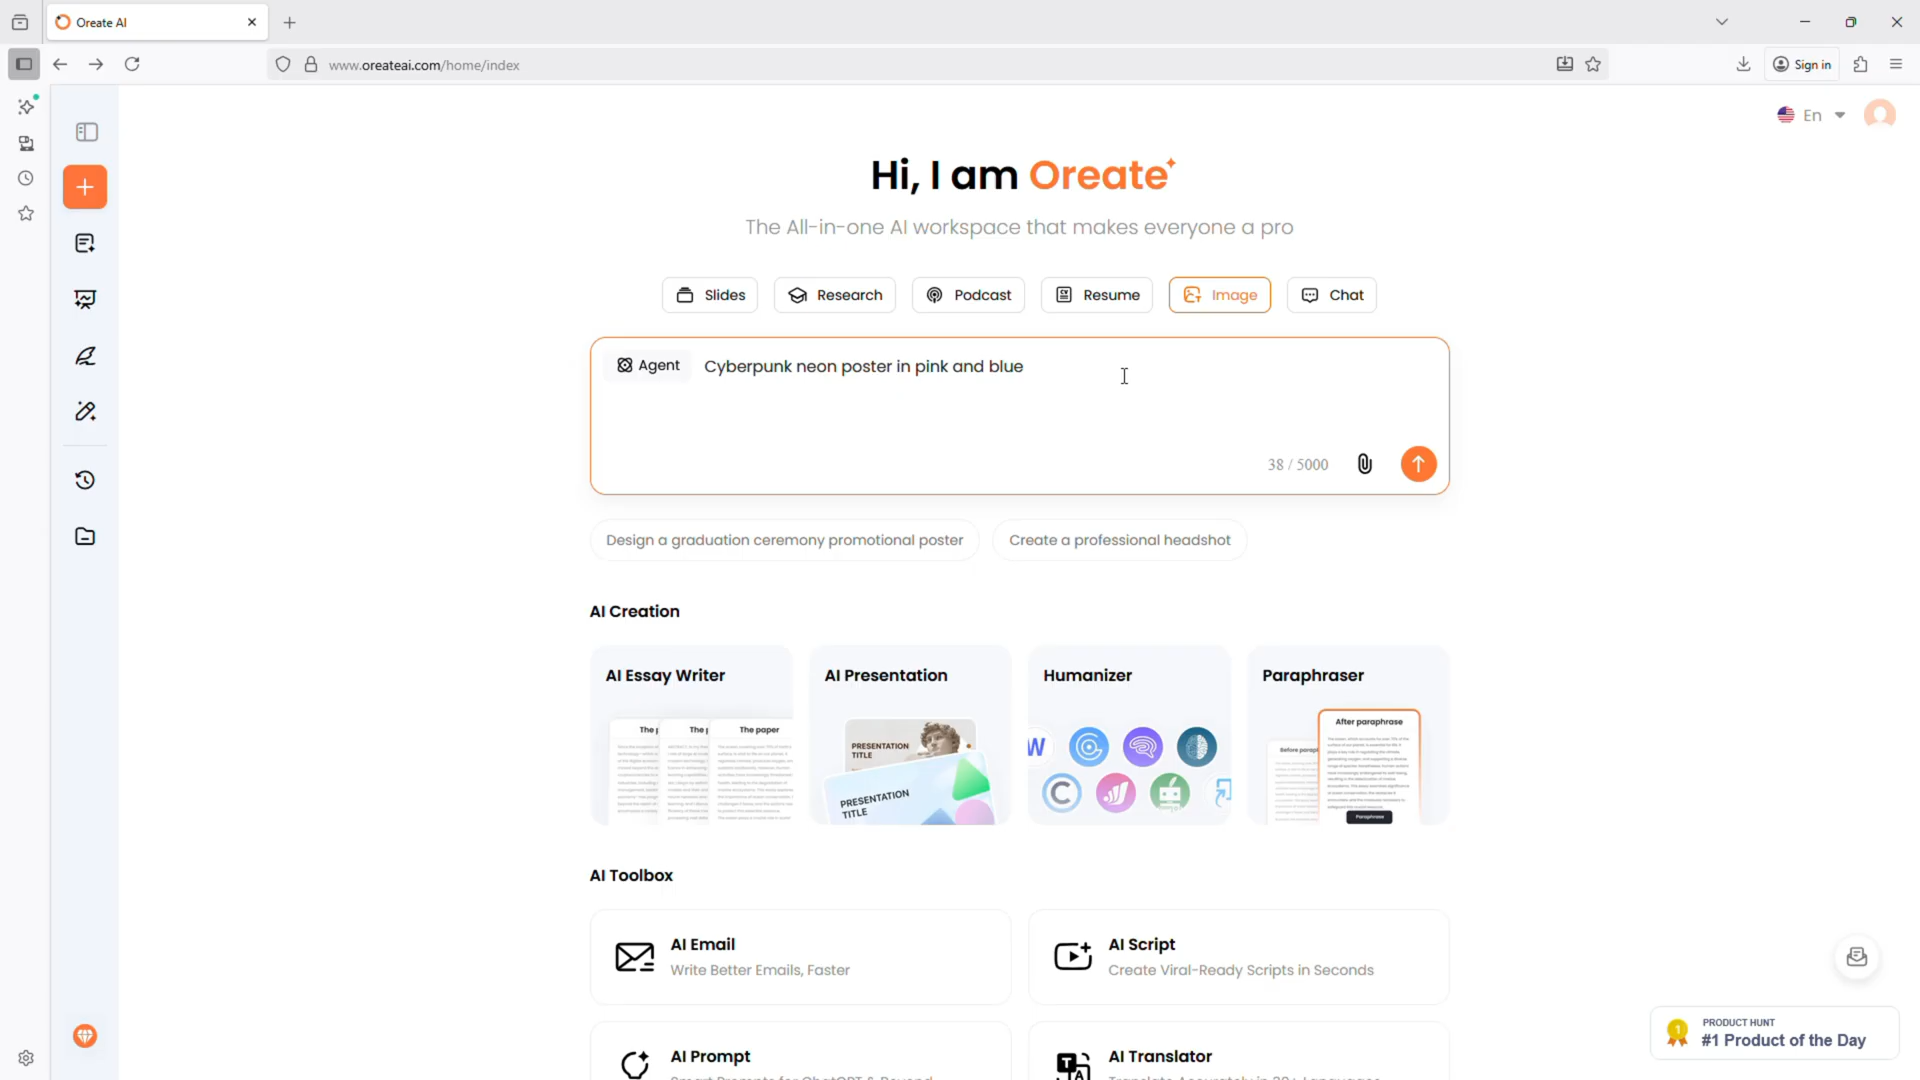 Oreate AI
www.oreateai.com/home/index
Sign in
En
Hi, I am Oreate
The All-in-one AI workspace that makes everyone a pro
Slides
Research
Podcast
Resume
Image
Chat
Agent
Cyberpunk neon poster in pink and blue
38 / 5000
Design a graduation ceremony promotional poster
Create a professional headshot
AI Creation
AI Essay Writer
AI Presentation
Humanizer
Paraphraser
The paper
PRESENTATION
TITLE
PRESENTATION
TITLE
W
After paraphrase
Paraphrase
AI Toolbox
AI Email
Write Better Emails, Faster
AI Script
Create Viral-Ready Scripts in Seconds
PRODUCT HUNT
#1 Product of the Day
AI Prompt
AI Translator